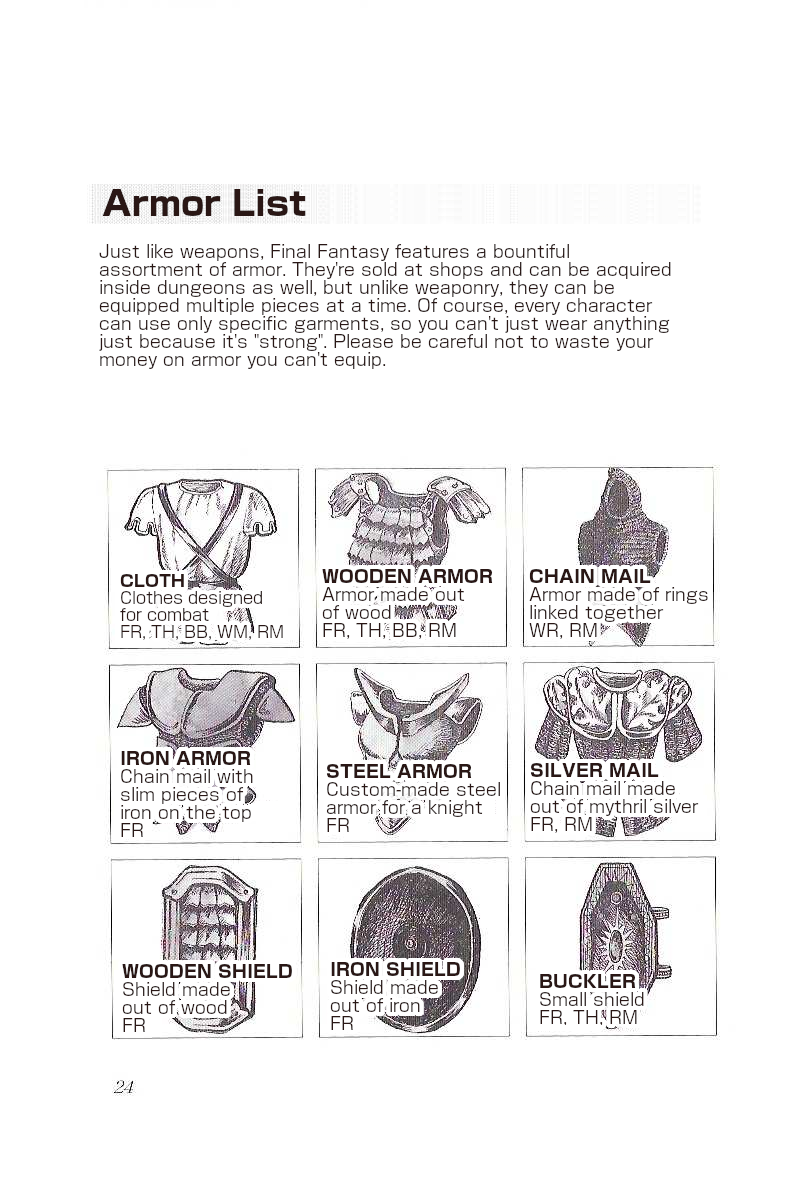 Armor List
Just like weapons, Final Fantasy features a bountiful
assortment of armor. They're sold at shops and can be acquired
inside dungeons as well, but unlike weaponry, they can be
equipped multiple pieces at a time. Of course, every character
can use only specific garments, so you can't just wear anything
just because it's "strong". Please be careful not to waste your
money on armor you can't equip.
CLOTH
Clothes designed
for combat
FR, TH, BB, WM, RM
WOODEN ARMOR
Armor made out
of wood
FR, TH, BB, RM
CHAIN MAIL
Armor made of rings
linked together
WR, RM
IRON ARMOR
Chain mail with
slim pieces of
iron on the top
FR
STEEL ARMOR
Custom-made steel
armor for a knight
FR
SILVER MAIL
Chain mail made
out of mythril silver
FR, RM
WOODEN SHIELD
Shield made
out of wood
FR
IRON SHIELD
Shield made
out of iron
FR
BUCKLER
Small shield
FR, TH, RM
24